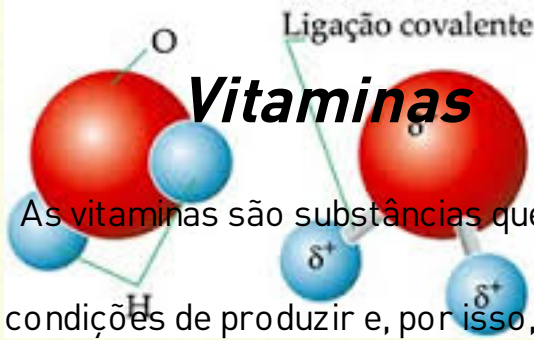 Ligação covalente
O
Vitaminas
δ⁻
As vitaminas são substâncias que
δ⁺
δ⁺
H
condições de produzir e, por isso,